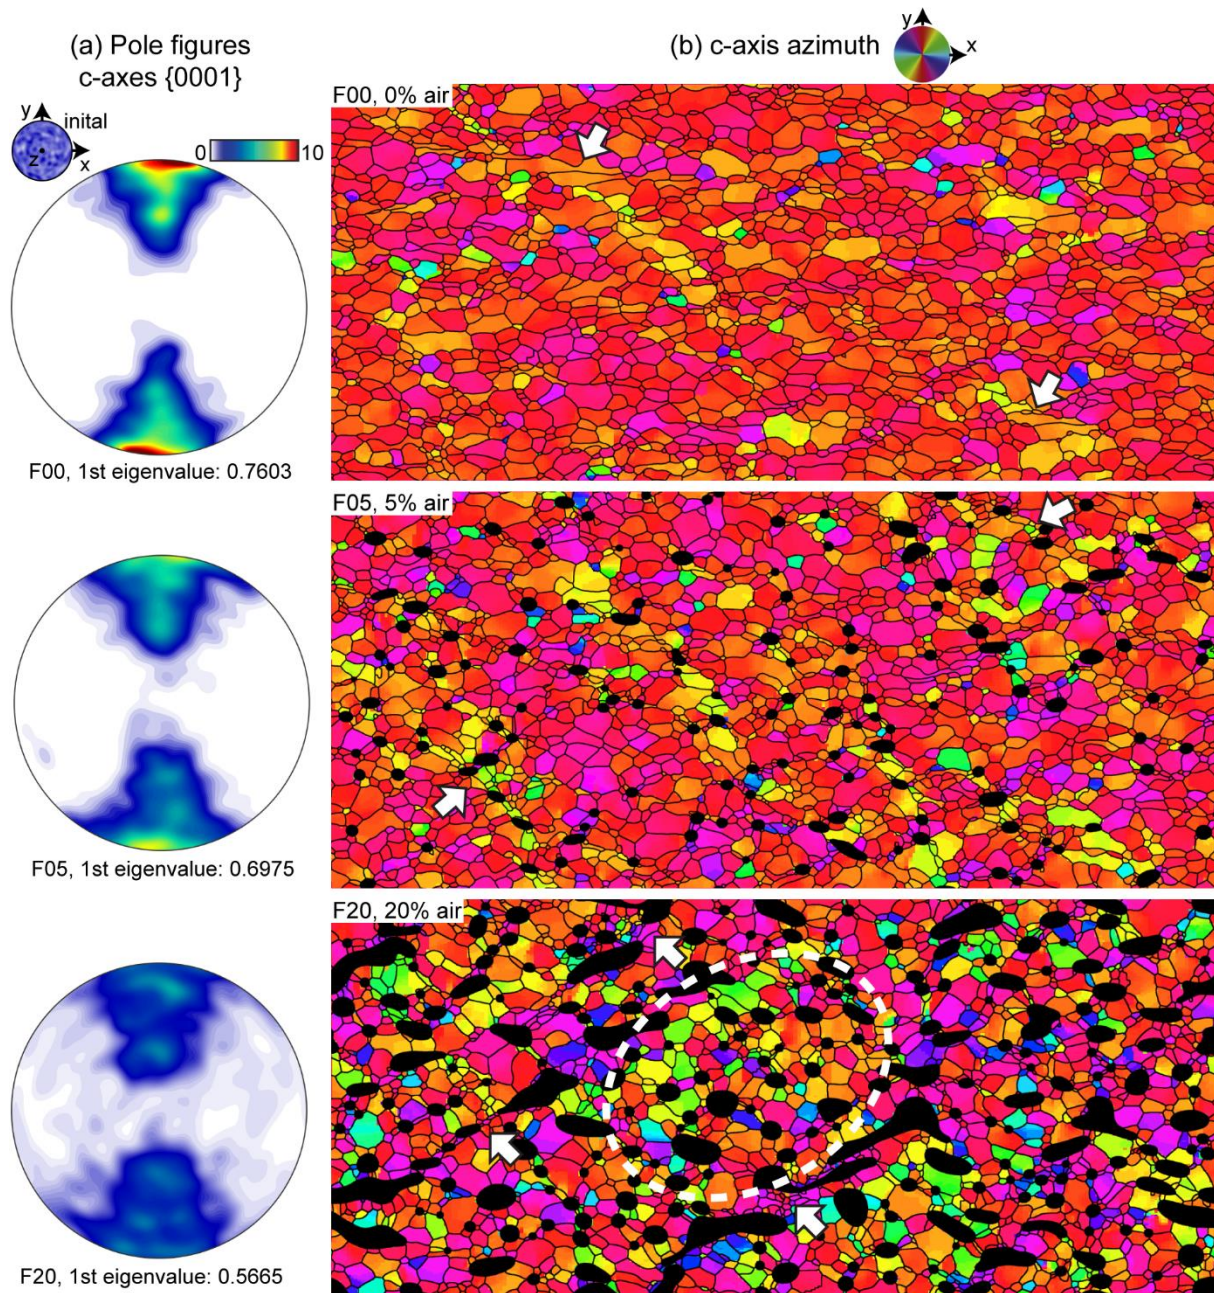 (a) Pole figures
c-axes {0001}
y
inital
z
x
0
10
F00, 1st eigenvalue: 0.7603
F05, 1st eigenvalue: 0.6975
F20, 1st eigenvalue: 0.5665
(b) c-axis azimuth
y
x
F00, 0% air
F05, 5% air
F20, 20% air